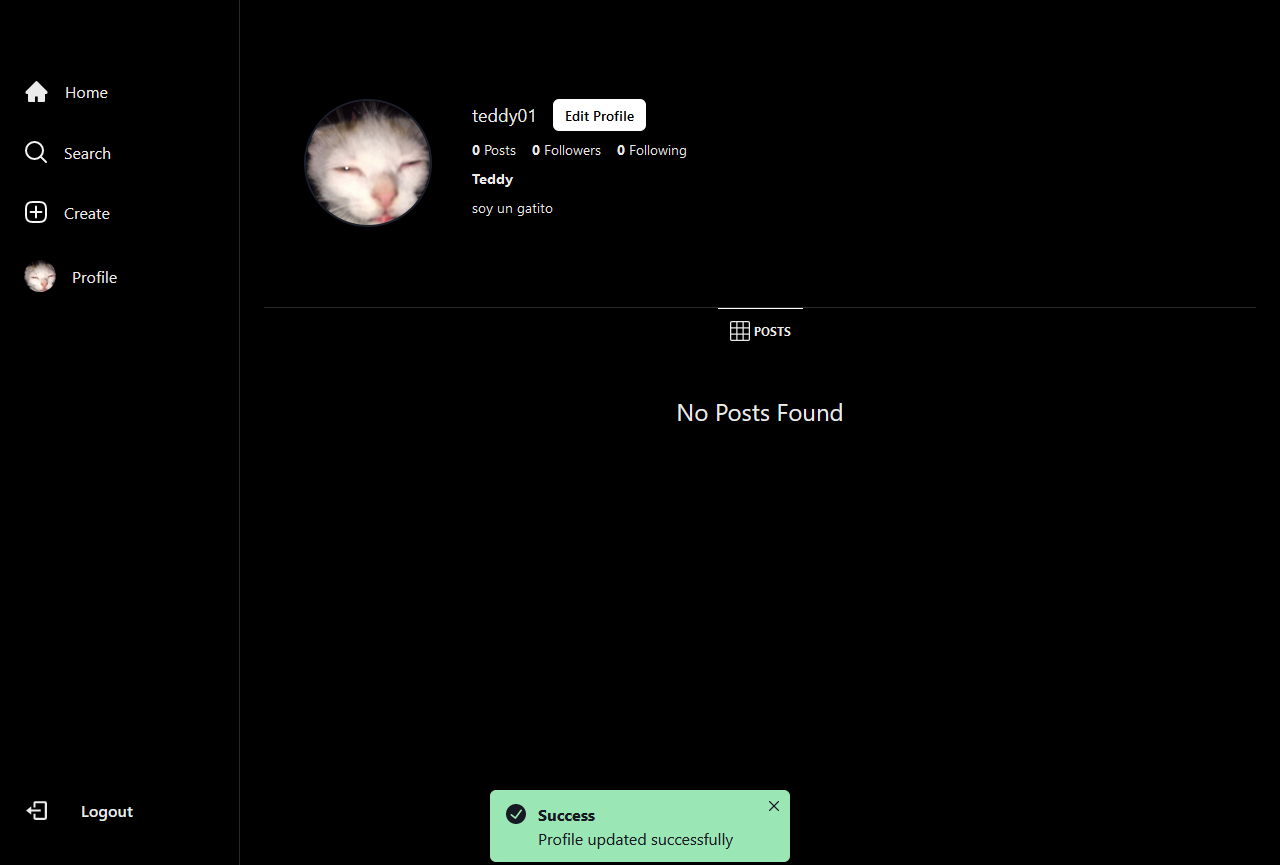 Home
Search
Create
Profile
Logout
teddy01 Edit Profile
0 Posts 0 Followers 0 Following
Teddy
soy un gatito
POSTS
No Posts Found
Success
Profile updated successfully